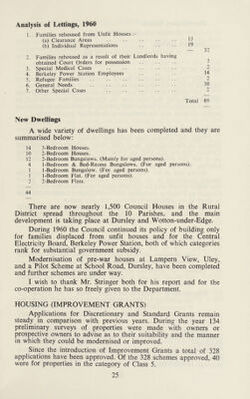 Analysis of Lettings, 1960
1. Families rehoused from Unfit Houses
(a) Clearance Areas 13
(b) Individual Representations 19
32
2. Families rehoused as a result of their Landlords having
obtained Court Orders for possession
3. Special Medical Cases
4. Berkeley Power Station Employees
5. Refugee Families
6. General Needs
7. Other Special Cases
Total 89
New Dwellings
A wide variety of dwellings has been completed and they are
summarised below:
14 3-Bedroom Houses.
10 2-Bedroom Houses.
12 2-Bedroom Bungalows. (Mainly for aged persons).
4 1-Bedroom & Bed-Recess Bungalows. (For aged persons).
1 1-Bedroom Bungalow. (For aged persons).
1 1-Bedroom Flat. (For aged persons).
2 2-Bedroom Flats.
44
There are now nearly 1,500 Council Houses in the Rural
District spread throughout the 10 Parishes, and the main
development is taking place at Dursley and Wotton-under-Edge.
During 1960 the Council continued its policy of building only
for families displaced from unfit houses and for the Central
Electricity Board, Berkeley Power Station, both of which categories
rank for substantial government subsidy.
Modernisation of pre-war houses at Lampern View, Uley,
and a Pilot Scheme at School Road, Dursley, have been completed
and further schemes are under way.
I wish to thank Mr. Stringer both for his report and for the
co-operation he has so freely given to the Department.
HOUSING (IMPROVEMENT GRANTS)
Applications for Discretionary and Standard Grants remain
steady in comparison with previous years. During the year 134
preliminary surveys of properties were made with owners or
prospective owners to advise as to their suitability and the manner
in which they could be modernised or improved.
Since the introduction of Improvement Grants a total of 328
applications have been approved. Of the 328 schemes approved, 40
were for properties in the category of Class 5.
25